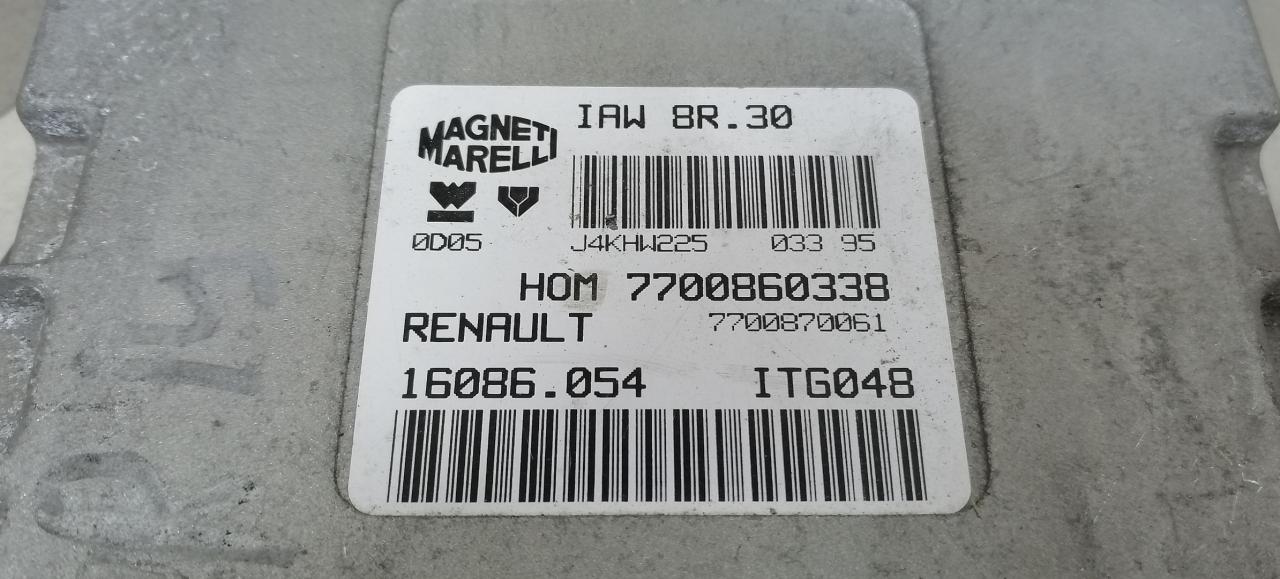 MAGNETI
MARELLI
IAW 8R.30
0D05
J4KHW225 033 95
HOM 7700860338
RENAULT 7700870061
16086.054 ITG048